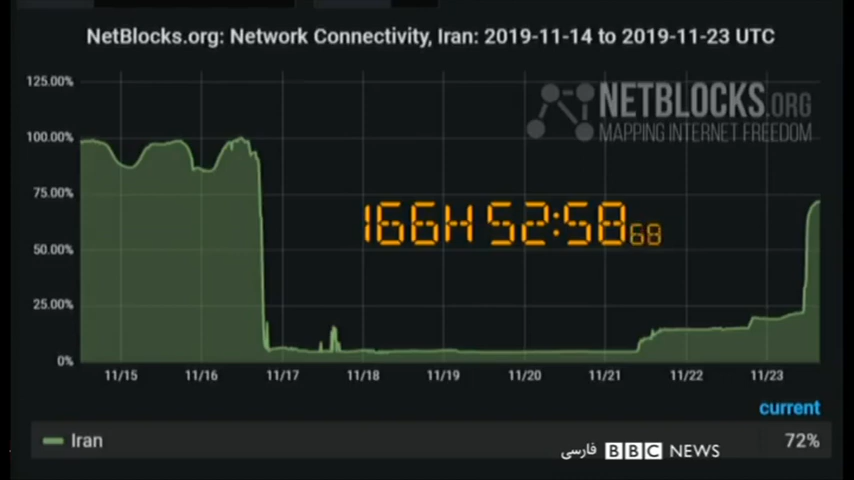 NetBlocks.org: Network Connectivity, Iran: 2019-11-14 to 2019-11-23 UTC
125.00%
NETBLOCKS.ORG
MAPPING INTERNET FREEDOM
100.00%
75.00%
166H 52:58 68
50.00%
25.00%
0%
11/15 11/16 11/17 11/18 11/19 11/20 11/21 11/22 11/23
current
Iran 72%
فارسی BBC NEWS